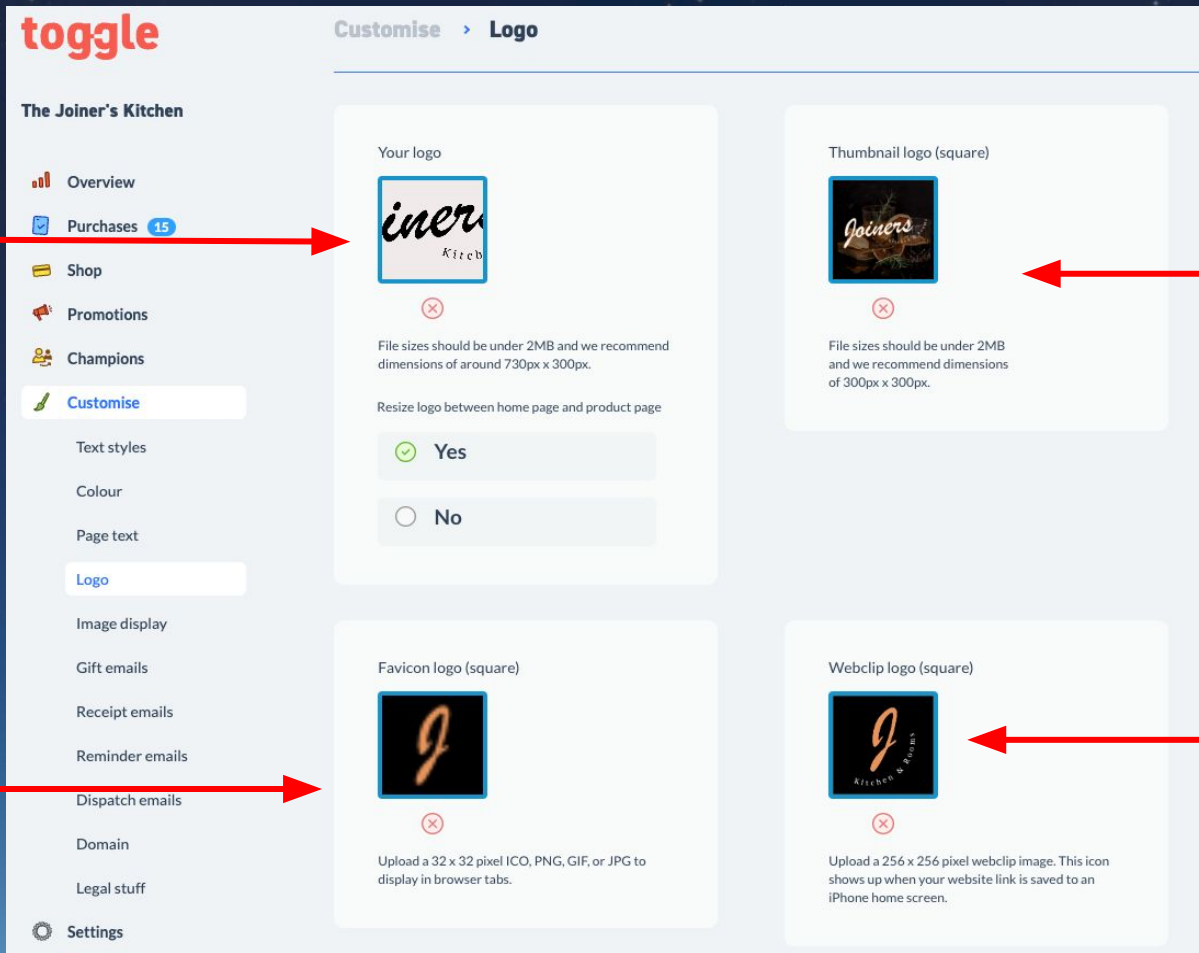 toggle
The Joiner's Kitchen
Overview
Purchases 15
Shop
Promotions
Champions
Customise
Text styles
Colour
Page text
Logo
Image display
Gift emails
Receipt emails
Reminder emails
Dispatch emails
Domain
Legal stuff
Settings
Customise > Logo
Your logo
iners
Kitch
File sizes should be under 2MB and we recommend
dimensions of around 730px x 300px.
Resize logo between home page and product page
Yes
No
Thumbnail logo (square)
Joiners
File sizes should be under 2MB
and we recommend dimensions
of 300px x 300px.
Favicon logo (square)
J
Upload a 32 x 32 pixel ICO, PNG, GIF, or JPG to
display in browser tabs.
Webclip logo (square)
J
Kitchen & Rooms
Upload a 256 x 256 pixel webclip image. This icon
shows up when your website link is saved to an
iPhone home screen.